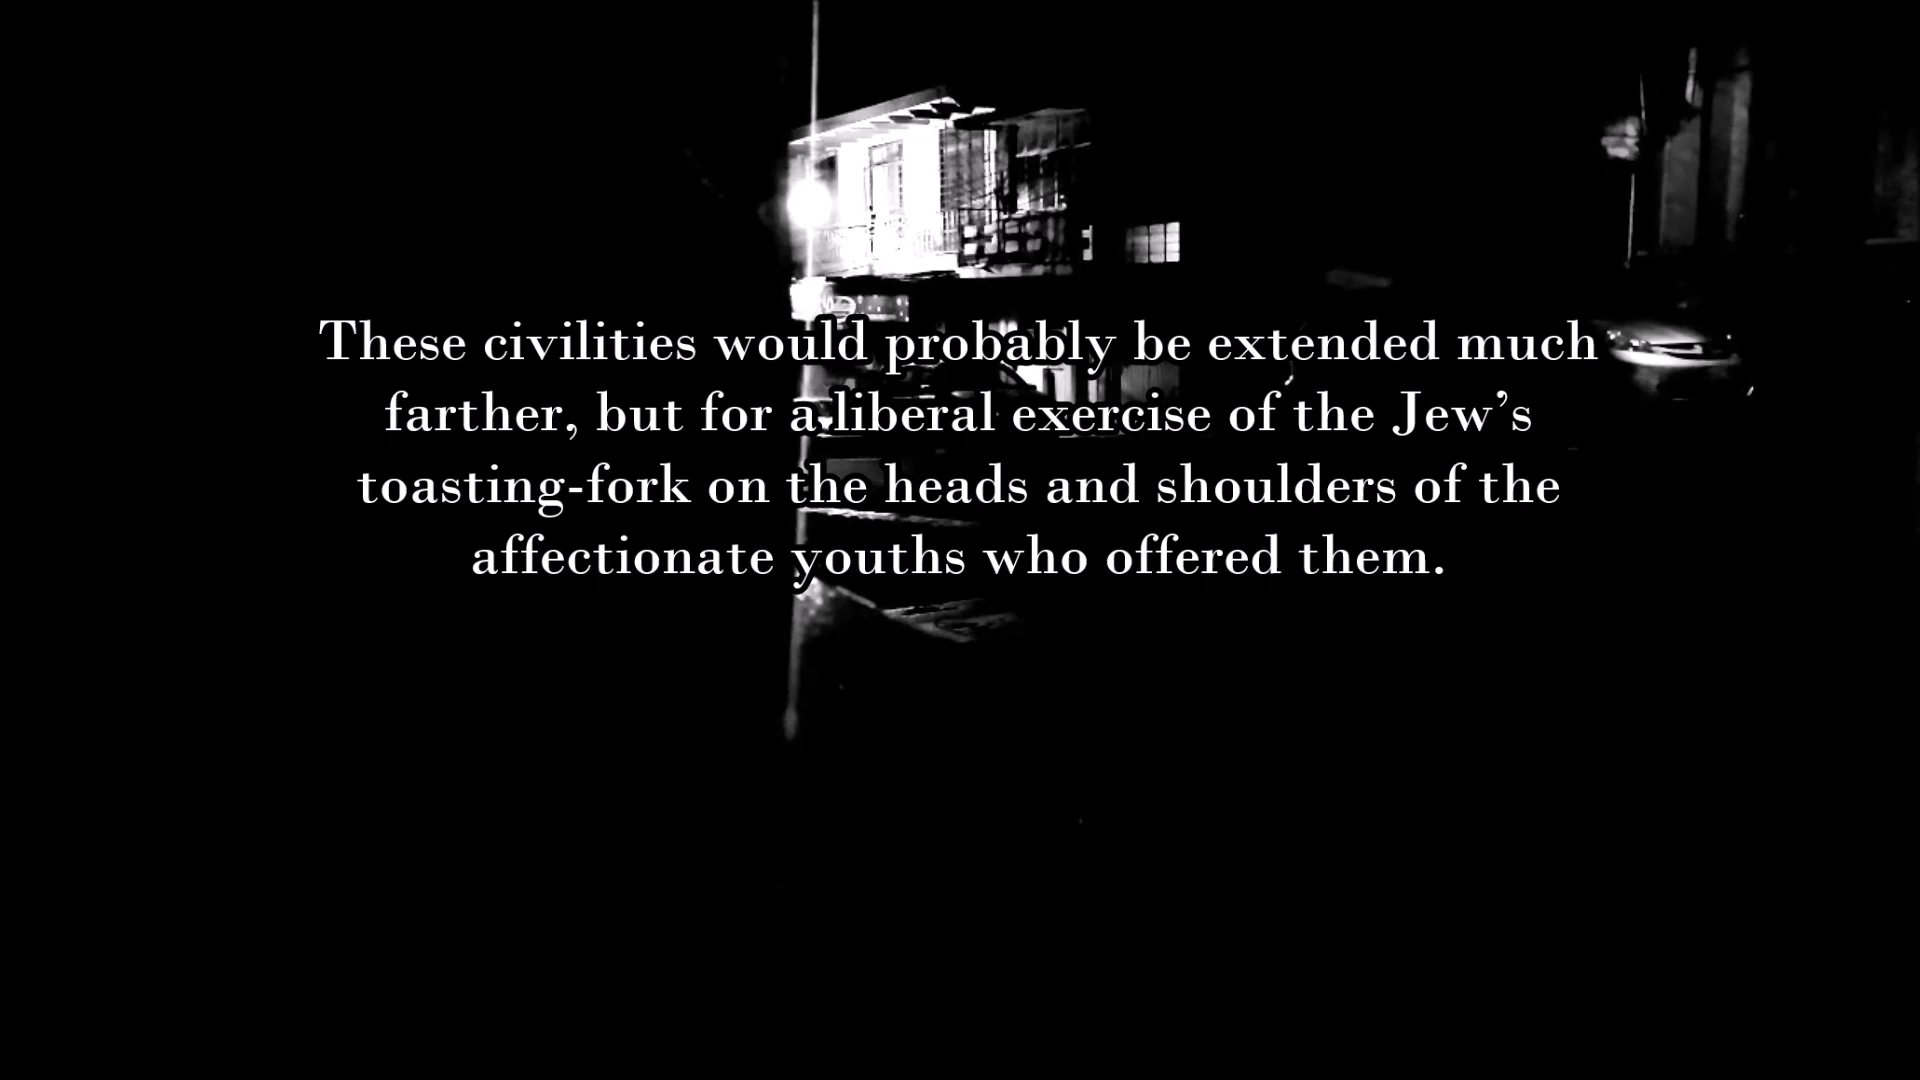 These civilities would probably be extended much
farther, but for a liberal exercise of the Jew’s
toasting-fork on the heads and shoulders of the
affectionate youths who offered them.